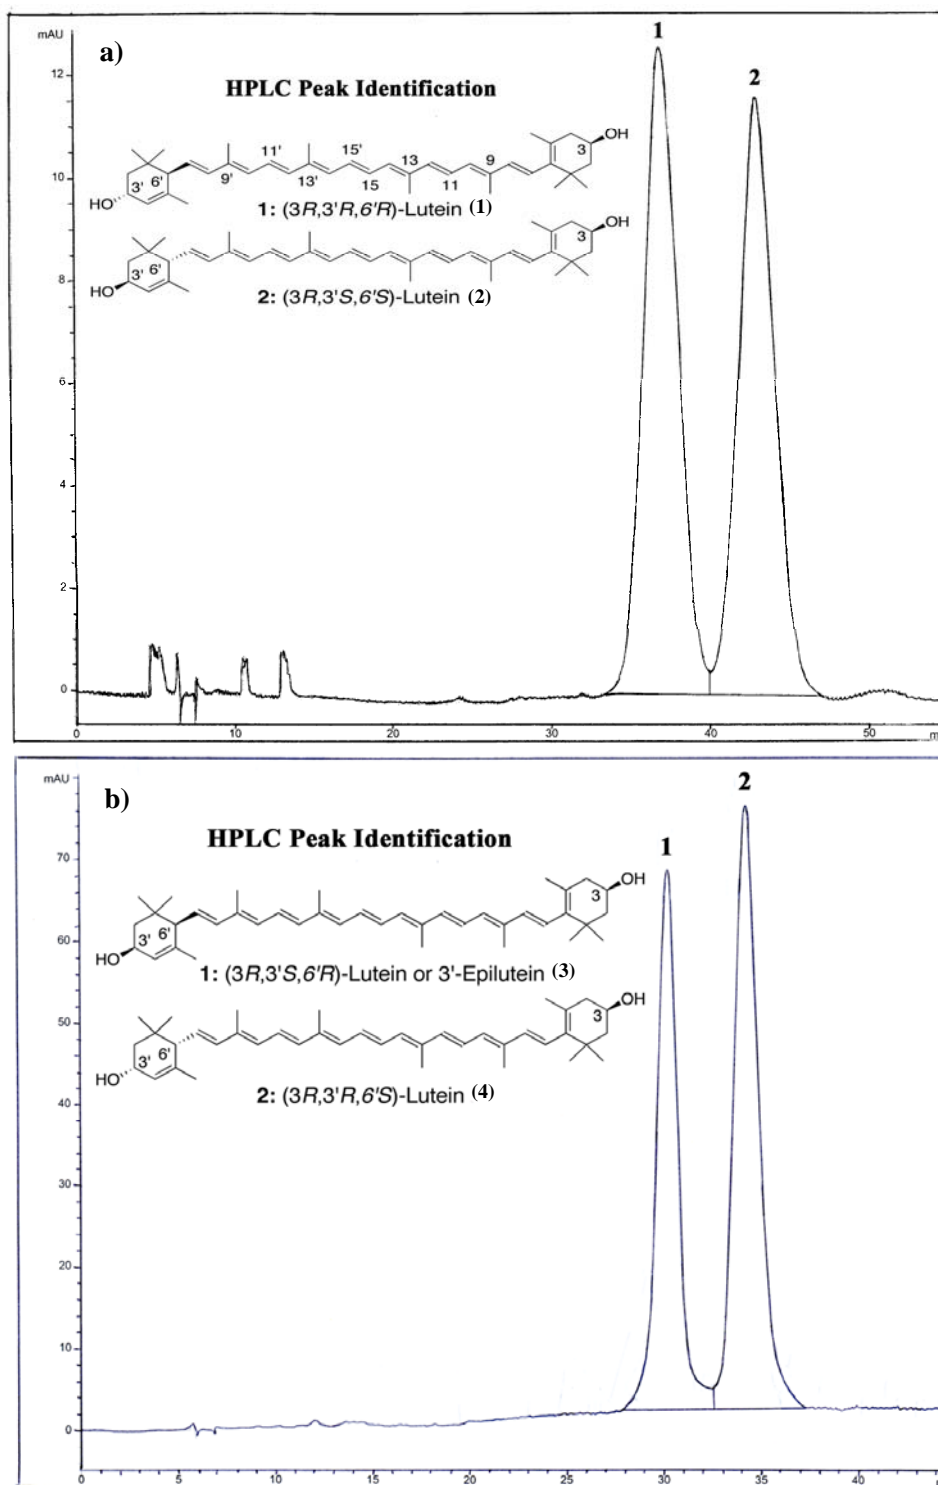 mAU
a)
1
2
HPLC Peak Identification
12
10
8
6
4
2
0
OH
3
11'
15'
13
9
9'
13'
15
11
3'
6'
HO
1: (3R,3'R,6'R)-Lutein (1)
OH
3
3'
6'
HO
2: (3R,3'S,6'S)-Lutein (2)
0
10
20
30
40
50
m
mAU
b)
1
2
HPLC Peak Identification
70
60
50
40
30
20
10
0
OH
3
3'
6'
HO
1: (3R,3'S,6'R)-Lutein or 3'-Epilutein (3)
OH
3
6'
3'
HO
2: (3R,3'R,6'S)-Lutein (4)
0
5
10
15
20
25
30
35
40